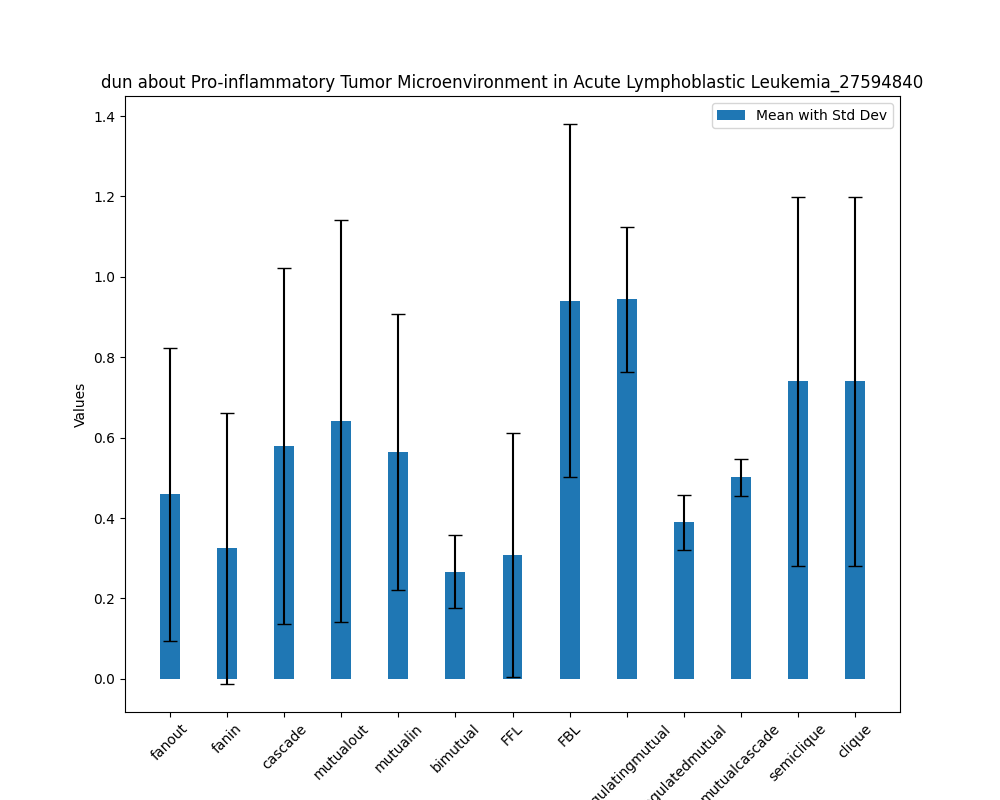 dun about Pro-inflammatory Tumor Microenvironment in Acute Lymphoblastic Leukemia_27594840
Mean with Std Dev
Values
1.4
1.2
1.0
0.8
0.6
0.4
0.2
0.0
fanout
fanin
cascade
mutualout
mutualin
bimutual
FFL
FBL
gulatingmutual
gulatedmutual
mutualcascade
semiclique
clique